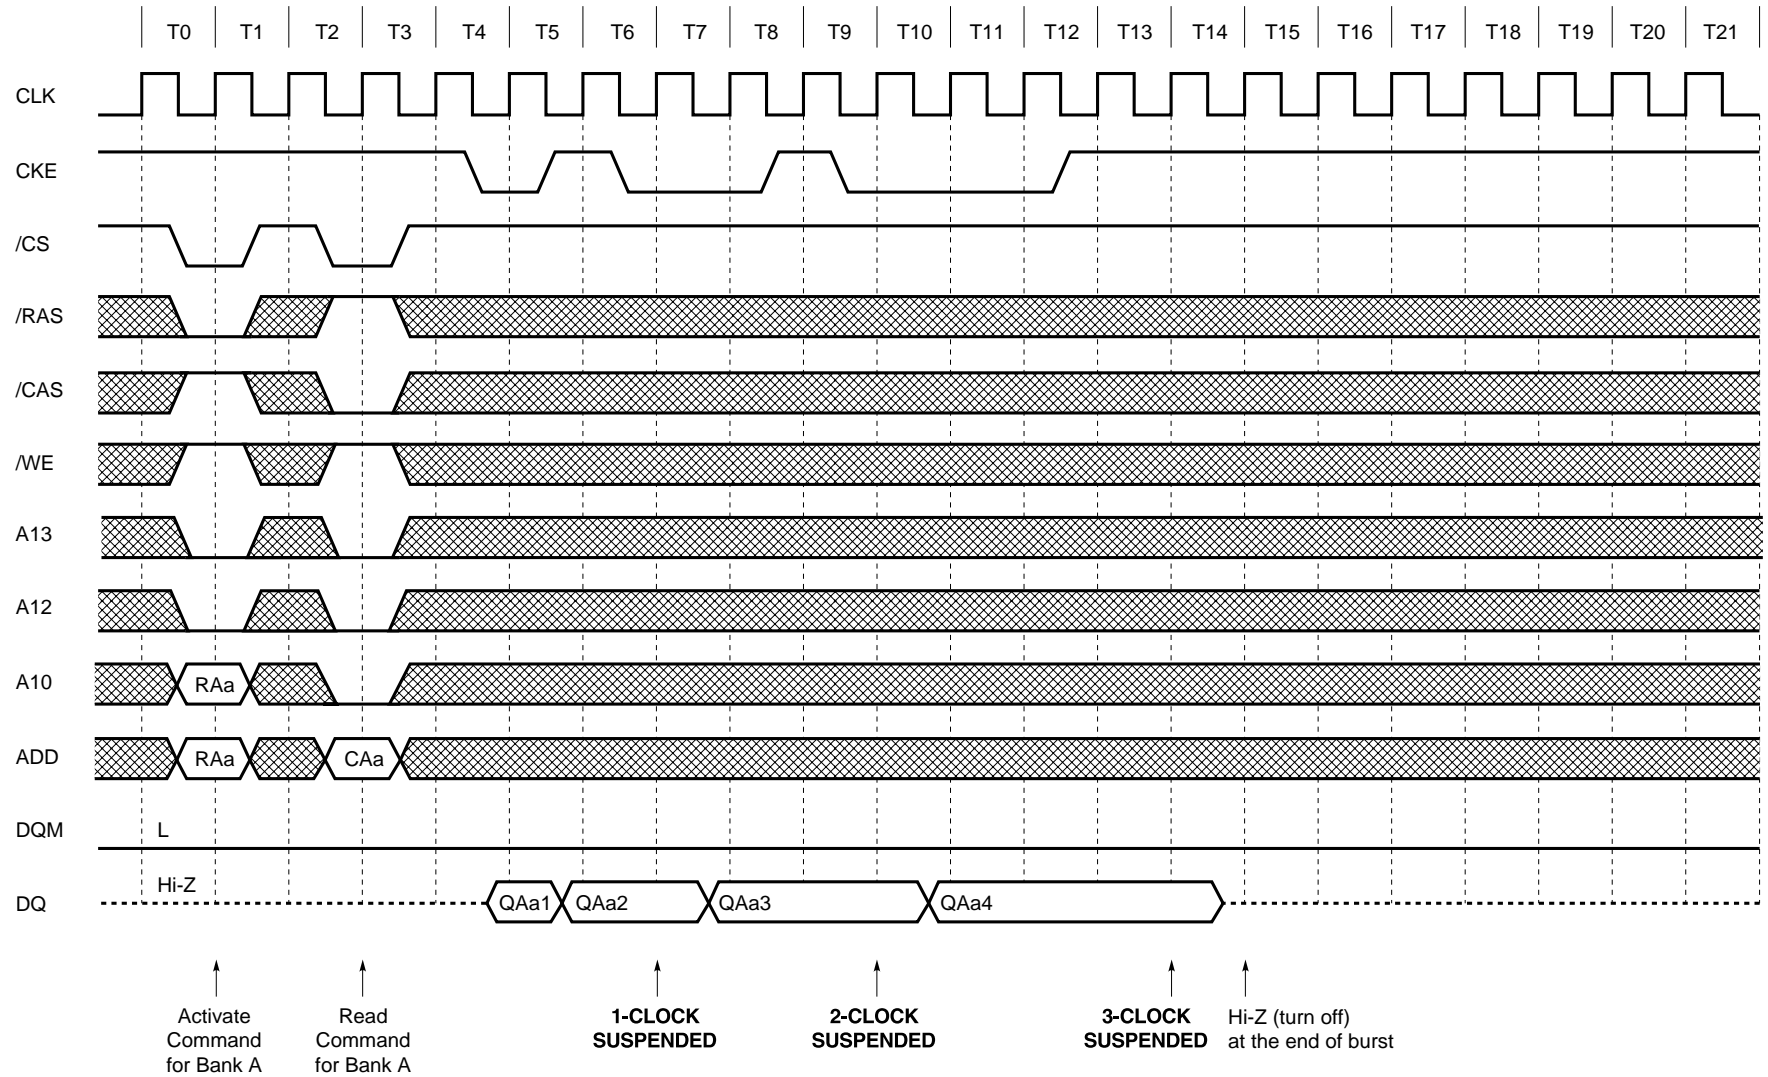 T0 T1 T2 T3 T4 T5 T6 T7 T8 T9 T10 T11 T12 T13 T14 T15 T16 T17 T18 T19 T20 T21
CLK
CKE
/CS
/RAS
/CAS
/WE
A13
A12
A10 RAa
ADD RAa CAa
DQM L
Hi-Z
DQ QAa1 QAa2 QAa3 QAa4
Activate
Command
for Bank A
Read
Command
for Bank A
1-CLOCK
SUSPENDED
2-CLOCK
SUSPENDED
3-CLOCK
SUSPENDED
Hi-Z (turn off)
at the end of burst